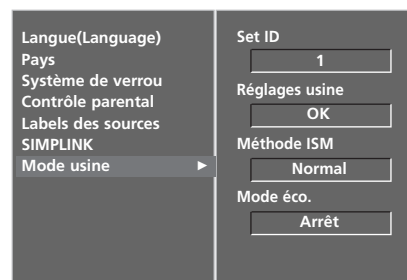 Langue(Language)
Pays
Système de verrou
Contrôle parental
Labels des sources
SIMPLINK
Mode usine ►
Set ID
1
Réglages usine
OK
Méthode ISM
Normal
Mode éco.
Arrêt